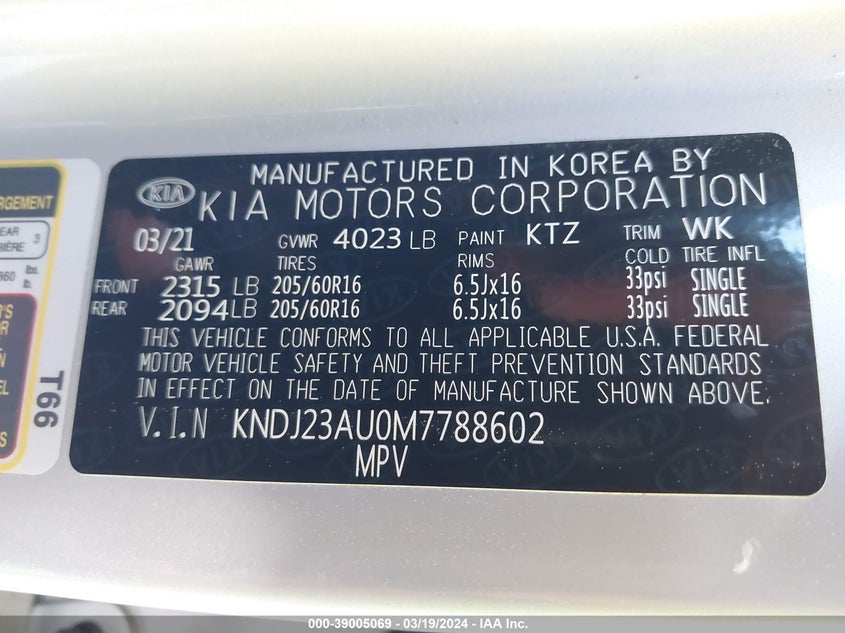 MANUFACTURED IN KOREA BY
KIA KIA MOTORS CORPORATION
03/21 GVWR 4023 LB PAINT KTZ TRIM WK
GAWR TIRES RIMS COLD TIRE INFL
FRONT 2315 LB 205/60R16 6.5Jx16 33psi SINGLE
REAR 2094 LB 205/60R16 6.5Jx16 33psi SINGLE
THIS VEHICLE CONFORMS TO ALL APPLICABLE U.S.A. FEDERAL
MOTOR VEHICLE SAFETY AND THEFT PREVENTION STANDARDS
IN EFFECT ON THE DATE OF MANUFACTURE SHOWN ABOVE.
V.I.N KNDJ23AU0M7788602
MPV
T66
000-39005069 - 03/19/2024 - IAA Inc.